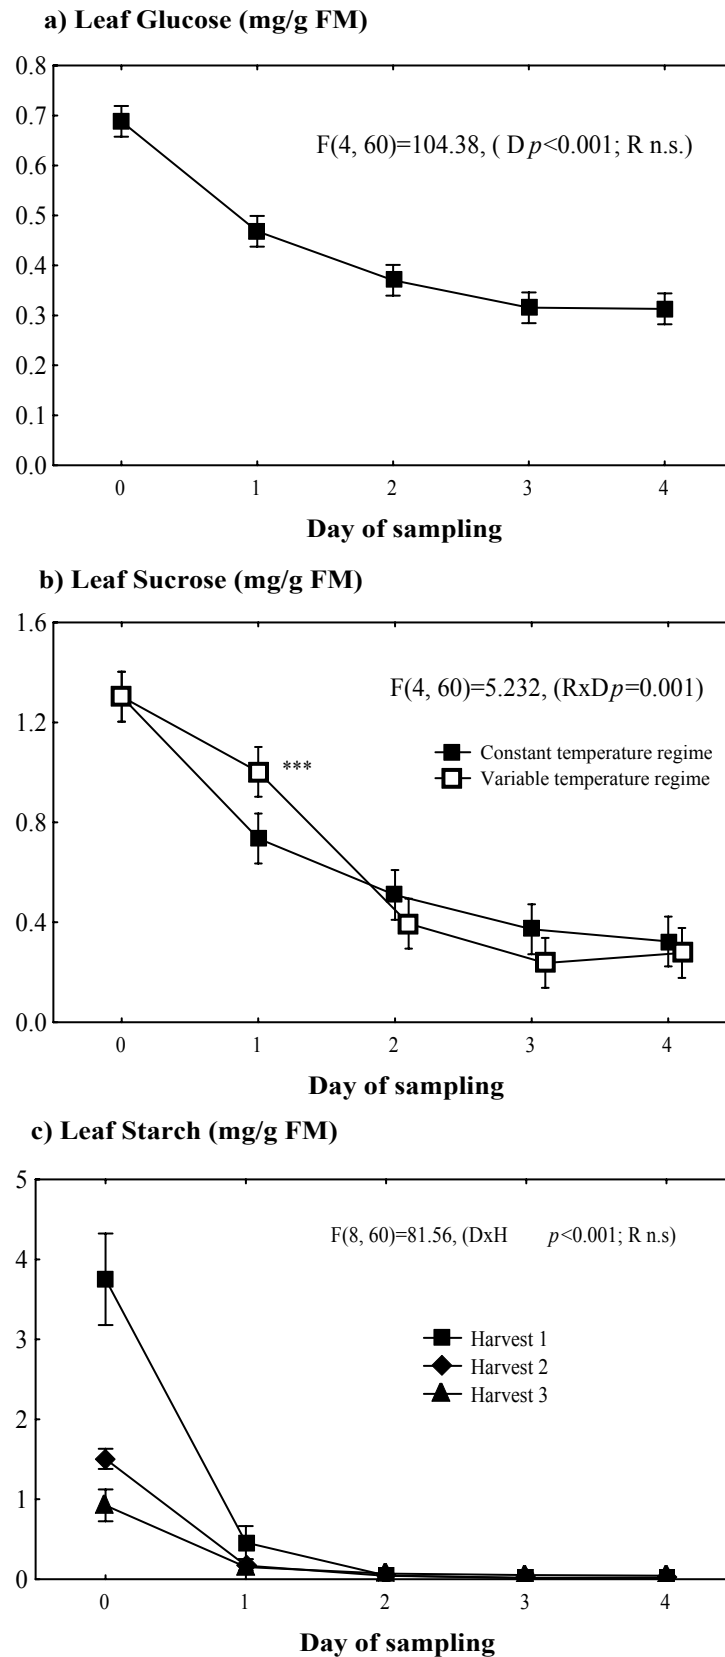 a) Leaf Glucose (mg/g FM)
0.8
0.7
F(4, 60)=104.38, ( D p<0.001; R n.s.)
0.6
0.5
0.4
0.3
0.2
0.1
0.0
0 1 2 3 4
Day of sampling
b) Leaf Sucrose (mg/g FM)
1.6
F(4, 60)=5.232, (RxD p=0.001)
1.2
***
Constant temperature regime
Variable temperature regime
0.8
0.4
0.0
0 1 2 3 4
Day of sampling
c) Leaf Starch (mg/g FM)
5
F(8, 60)=81.56, (DxH p<0.001; R n.s)
4
3
Harvest 1
Harvest 2
Harvest 3
2
1
0
0 1 2 3 4
Day of sampling